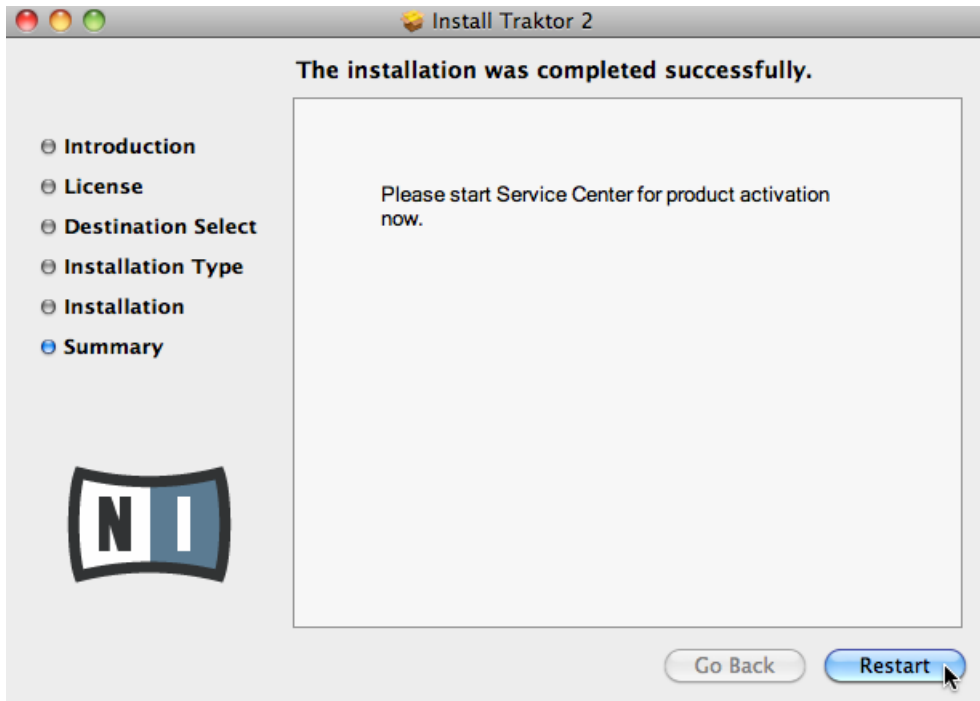 Install Traktor 2
The installation was completed successfully.
Introduction
License
Destination Select
Installation Type
Installation
Summary
Please start Service Center for product activation
now.
NI
Go Back
Restart